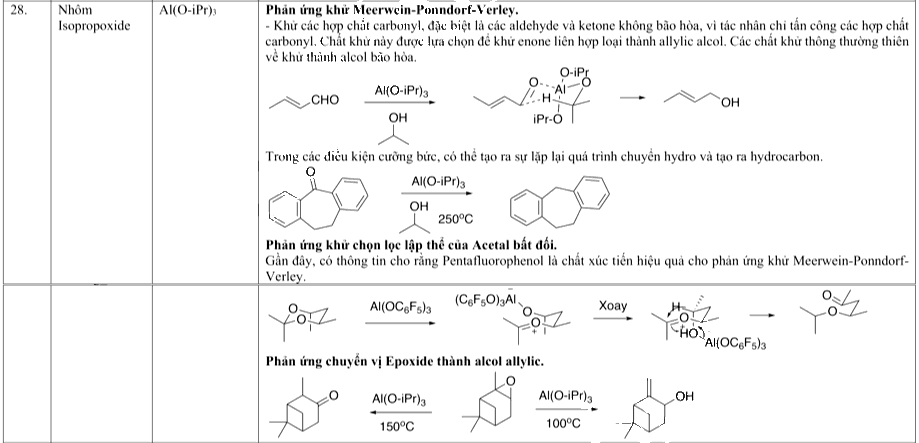 28. Nhôm Isopropoxide Al(O-iPr)₃ Phản ứng khử Meerwein-Ponndorf-Verley.
- Khử các hợp chất carbonyl, đặc biệt là các aldehyde và ketone không bão hòa, vì tác nhân chỉ tấn công các hợp chất
carbonyl. Chất khử này được lựa chọn để khử enone liên hợp loại thành allylic alcol. Các chất khử thông thường thiên
về khử thành alcol bão hòa.
CHO Al(O-iPr)₃ OH O O-iPr Al O H iPr-O OH
Trong các điều kiện cưỡng bức, có thể tạo ra sự lặp lại quá trình chuyển hydro và tạo ra hydrocarbon.
O Al(O-iPr)₃ OH 250ºC
Phản ứng khử chọn lọc lập thể của Acetal bất đối.
Gần đây, có thông tin cho rằng Pentafluorophenol là chất xúc tiến hiệu quả cho phản ứng khử Meerwein-Ponndorf-
Verley.
O O Al(OC₆F₅)₃ (C₆F₅O)₃Al O O + Xoay H O HO Al(OC₆F₅)₃ O O
Phản ứng chuyển vị Epoxide thành alcol allylic.
O Al(O-iPr)₃ 150ºC O Al(O-iPr)₃ 100ºC OH